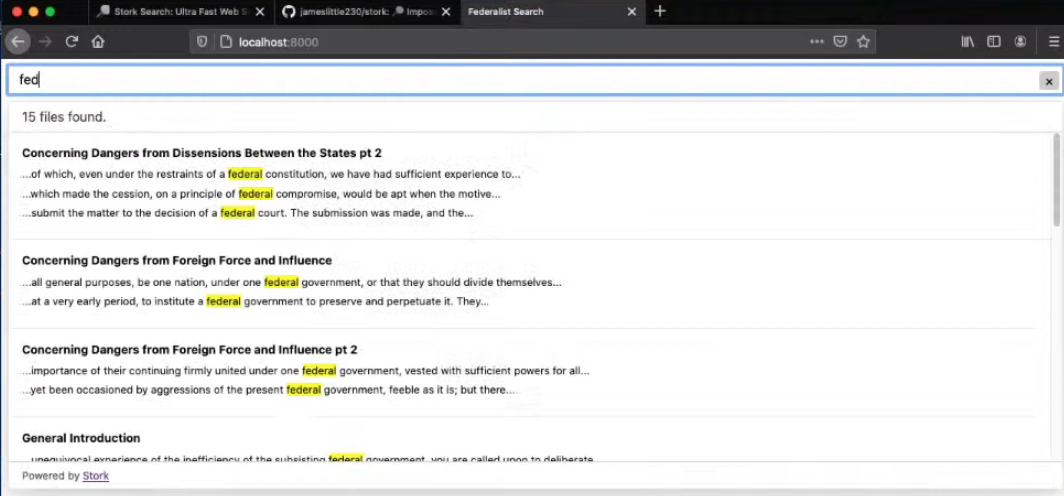 Stork Search: Ultra Fast Web S
jameslittle230/stork: Impos
Federalist Search
localhost:8000
fed
15 files found.
Concerning Dangers from Dissensions Between the States pt 2
...of which, even under the restraints of a federal constitution, we have had sufficient experience to...
...which made the cession, on a principle of federal compromise, would be apt when the motive...
...submit the matter to the decision of a federal court. The submission was made, and the...
Concerning Dangers from Foreign Force and Influence
...all general purposes, be one nation, under one federal government, or that they should divide themselves...
...at a very early period, to institute a federal government to preserve and perpetuate it. They...
Concerning Dangers from Foreign Force and Influence pt 2
...importance of their continuing firmly united under one federal government, vested with sufficient powers for all...
...yet been occasioned by aggressions of the present federal government, feeble as it is; but there...
General Introduction
...unequivocal experience of the inefficiency of the subsisting federal government, you are called upon to deliberate
Powered by Stork